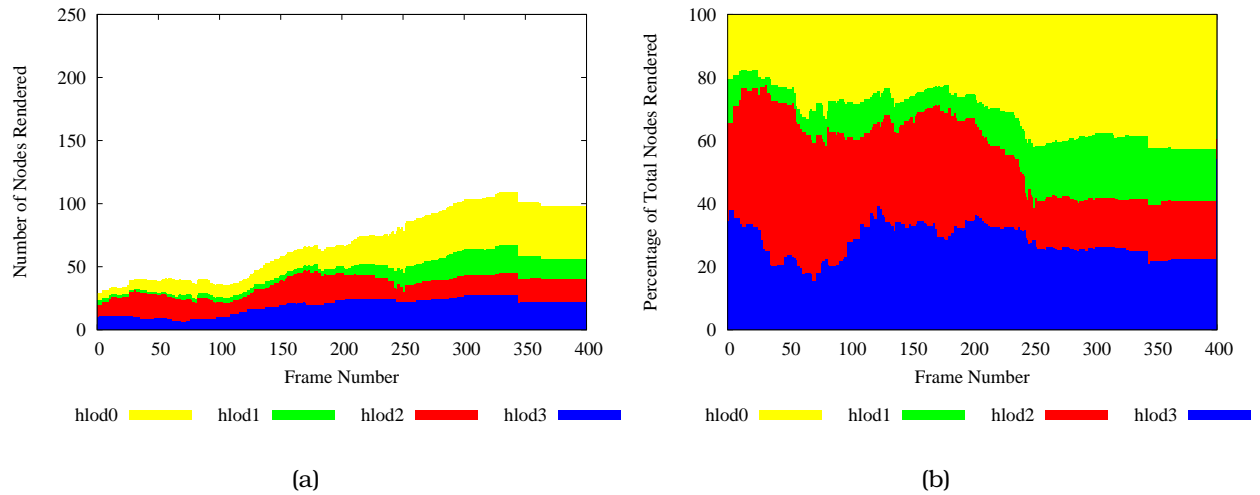 250
200
150
100
50
0
Number of Nodes Rendered
0 50 100 150 200 250 300 350 400
Frame Number
hlod0 hlod1 hlod2 hlod3
(a)
100
80
60
40
20
0
Percentage of Total Nodes Rendered
0 50 100 150 200 250 300 350 400
Frame Number
hlod0 hlod1 hlod2 hlod3
(b)